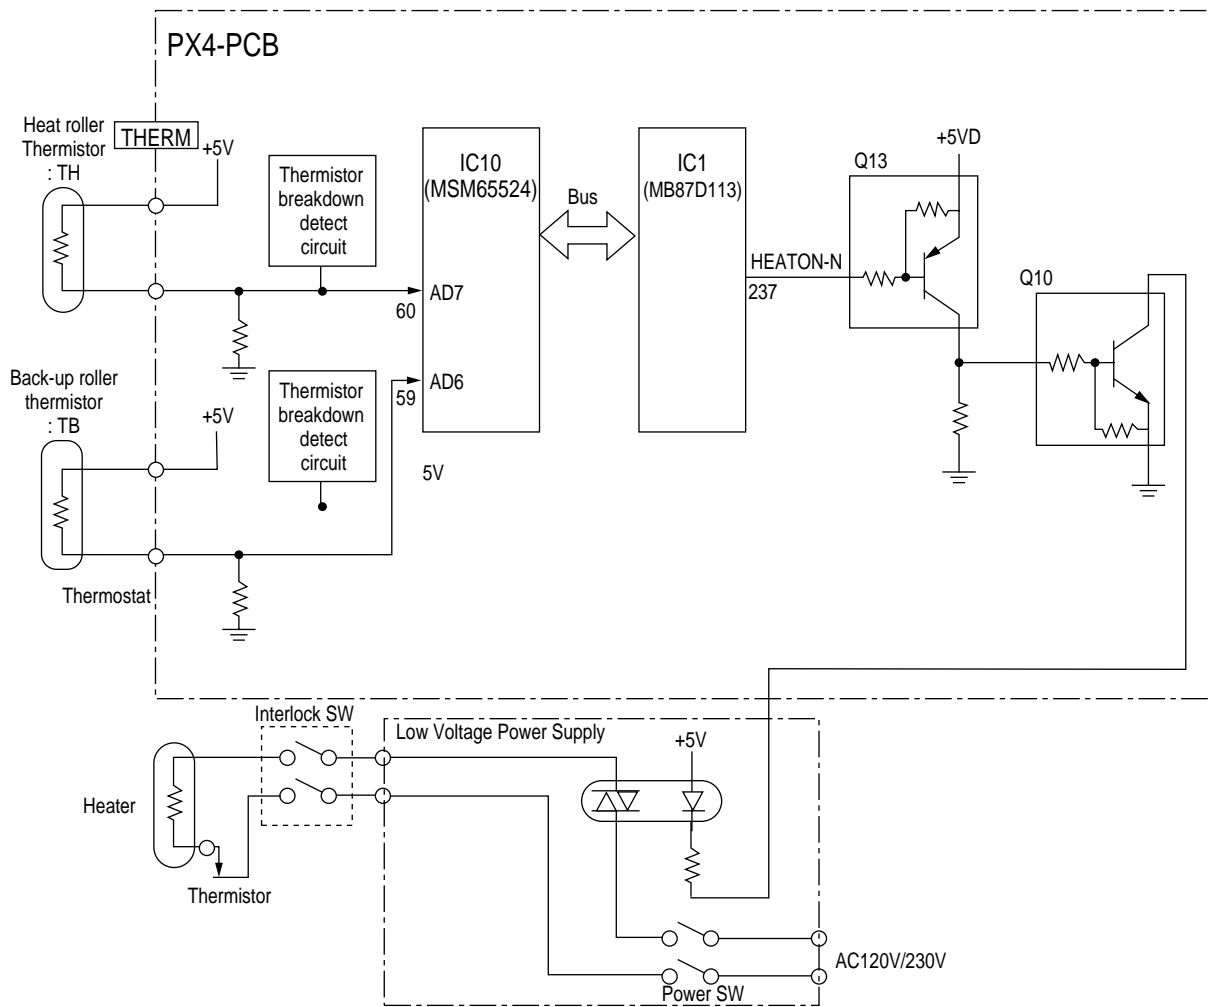 PX4-PCB
Heat roller
Thermistor
: TH
THERM
+5V
Thermistor
breakdown
detect
circuit
IC10
(MSM65524)
Bus
IC1
(MB87D113)
+5VD
Q13
HEATON-N
237
Q10
AD7
60
AD6
59
5V
Back-up roller
thermistor
: TB
+5V
Thermistor
breakdown
detect
circuit
Thermostat
Interlock SW
Low Voltage Power Supply
+5V
Heater
Thermistor
AC120V/230V
Power SW